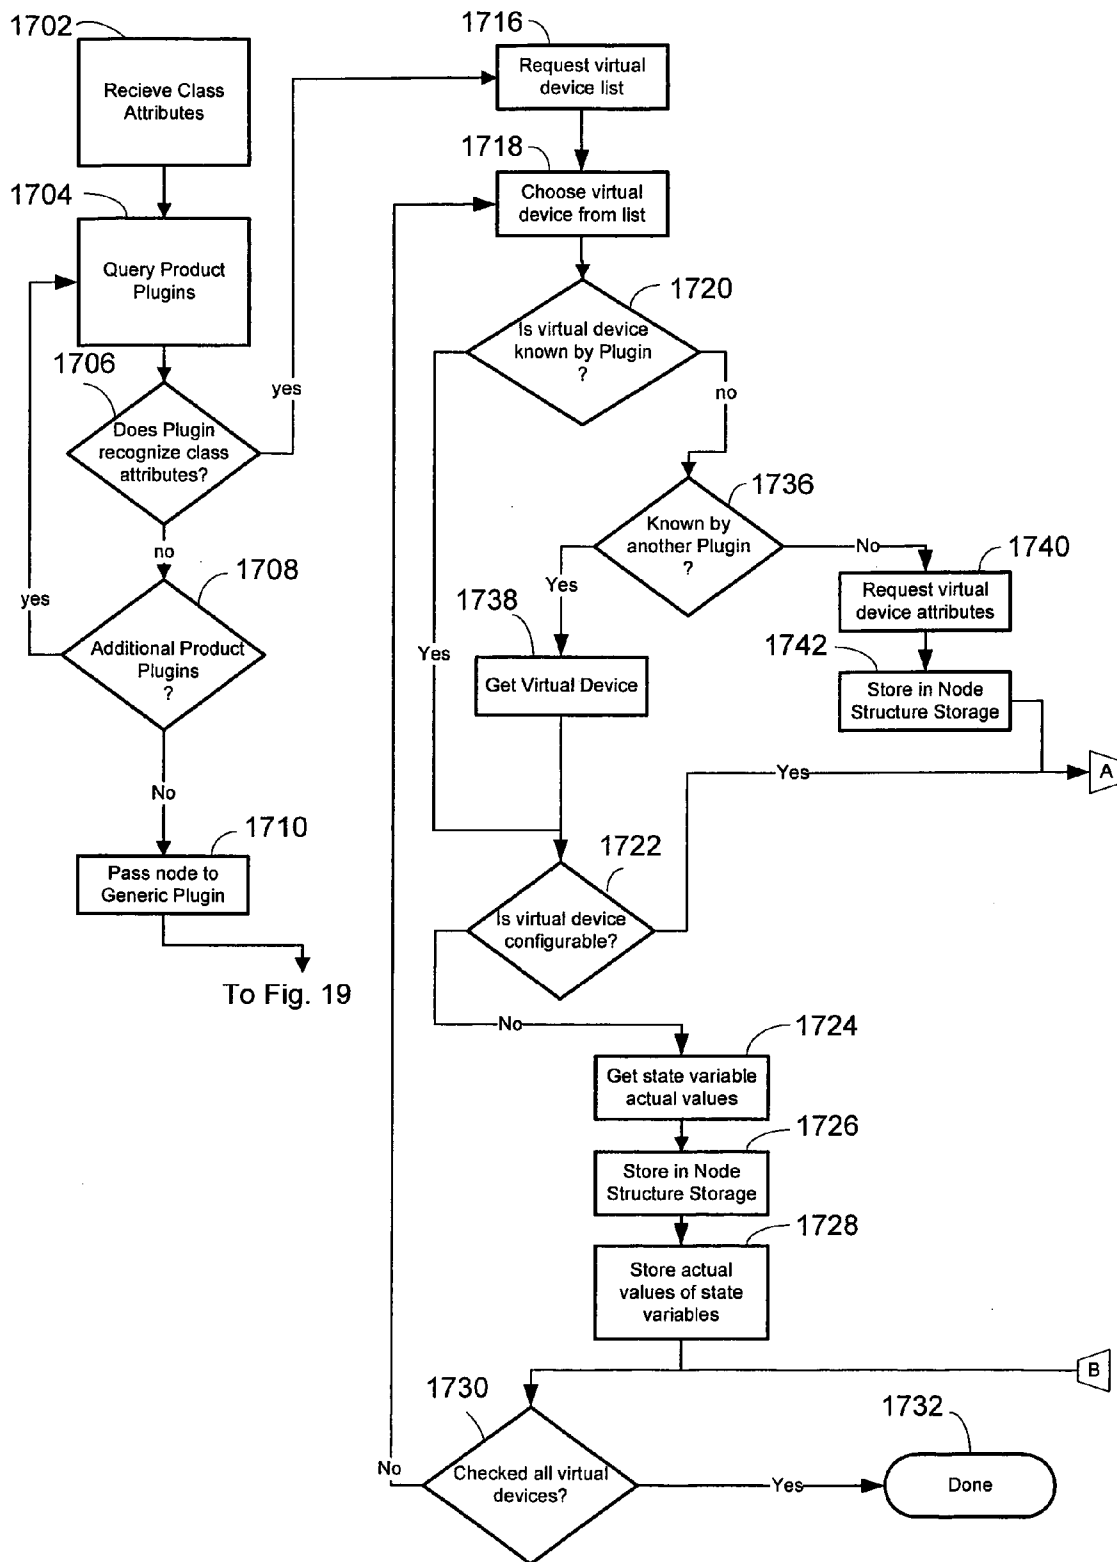 1702
Recieve Class
Attributes
1704
Query Product
Plugins
1706
Does Plugin
recognize class
attributes?
yes
no
1708
yes
Additional Product
Plugins
?
No
1710
Pass node to
Generic Plugin
To Fig. 19
1716
Request virtual
device list
1718
Choose virtual
device from list
1720
Is virtual device
known by Plugin
?
no
Yes
1736
Known by
another Plugin
?
Yes
No
1738
Get Virtual Device
1740
Request virtual
device attributes
1742
Store in Node
Structure Storage
Yes
A
1722
Is virtual device
configurable?
No
1724
Get state variable
actual values
1726
Store in Node
Structure Storage
1728
Store actual
values of state
variables
B
1730
Checked all virtual
devices?
No
Yes
1732
Done